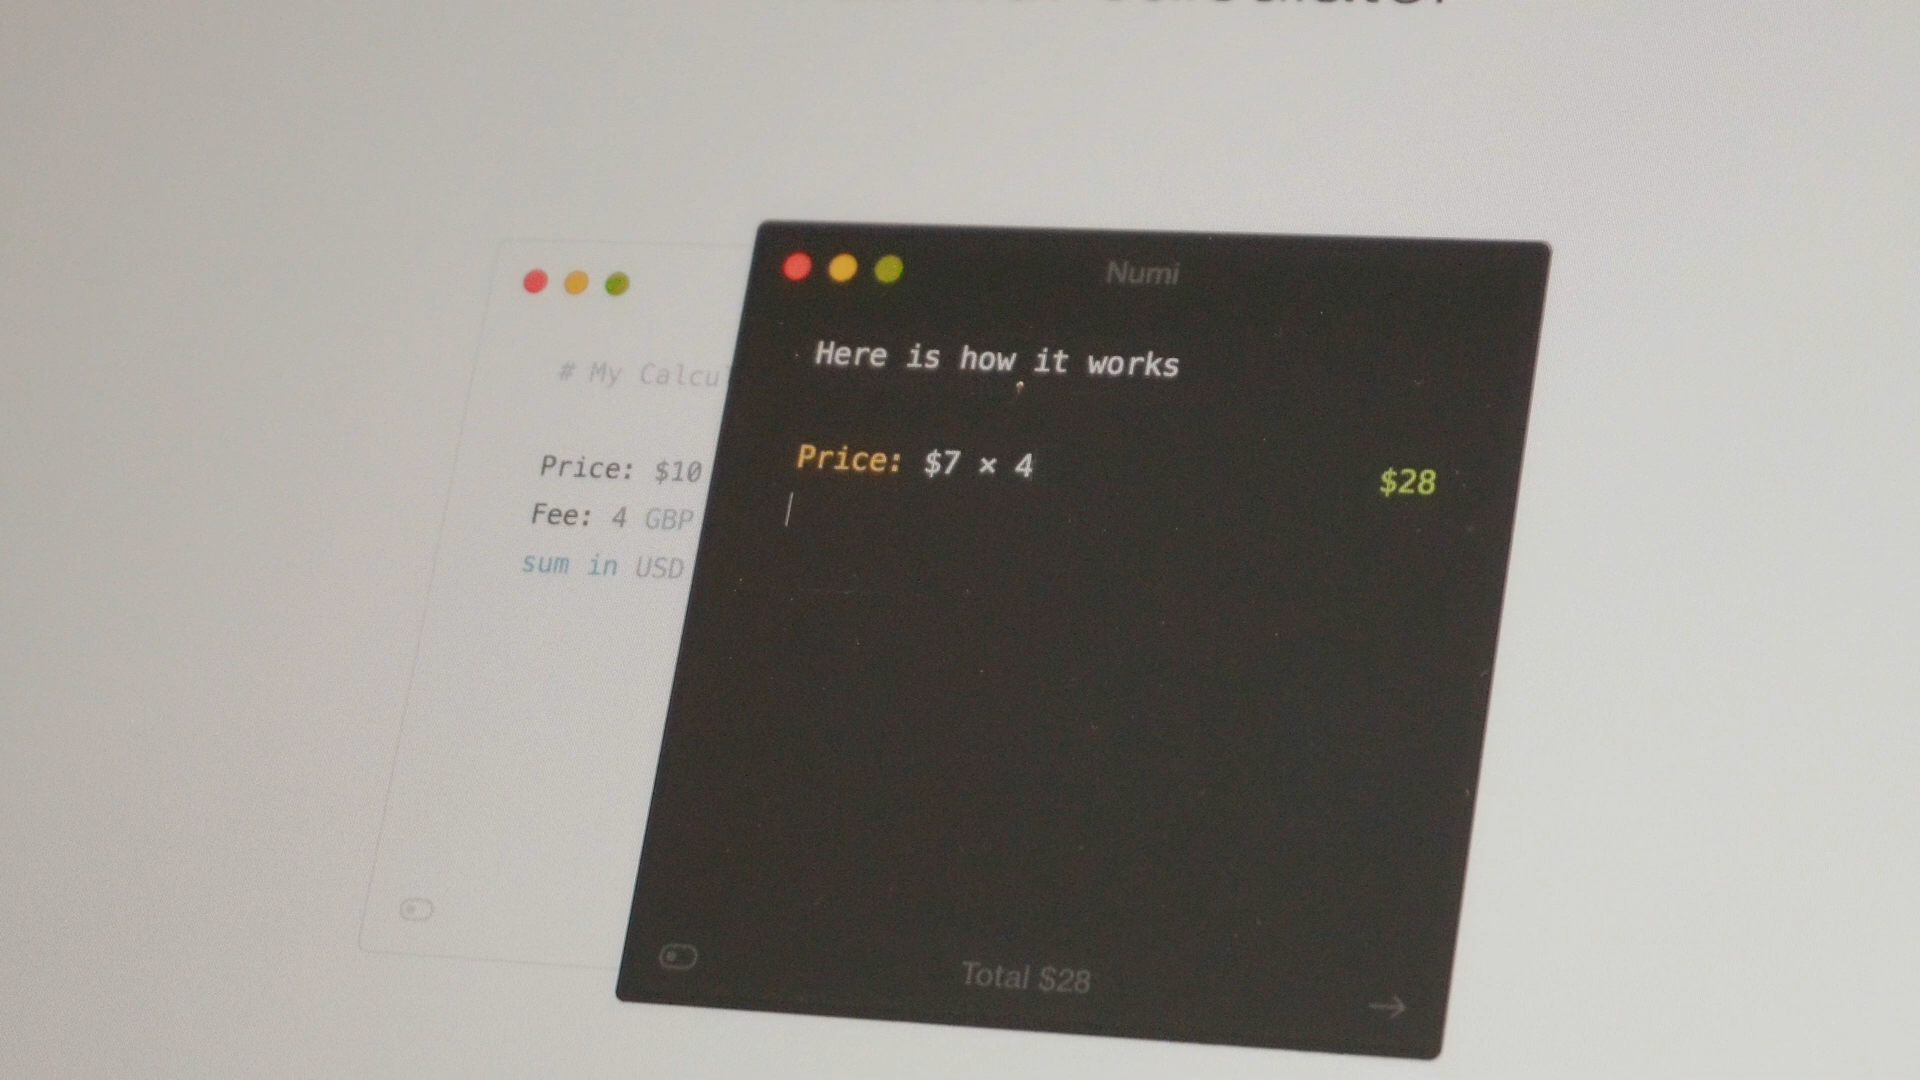 # My Calcu
Price: $10
Fee: 4 GBP
sum in USD
Numi
Here is how it works
Price: $7 × 4
$28
Total $28